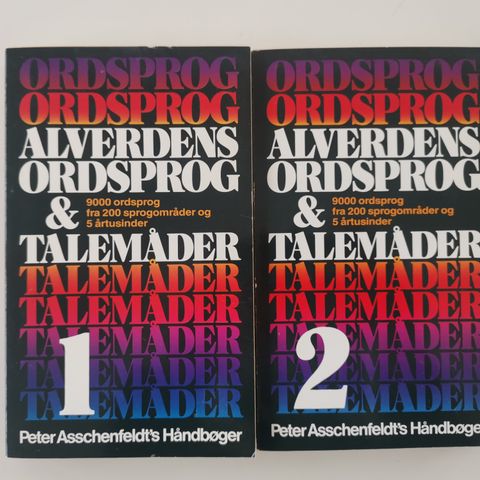 ORDSPROG
ORDSPROG
ALVERDENS
ORDSPROG
9000 ordsprog
fra 200 sprogområder og
5 årtusinder
&
TALEMÅDER
TALEMÅDER
TALEMÅDER
TALEMÅDER
TALEMÅDER
TALEMÅDER
1
Peter Asschenfeldt's Håndbøger
ORDSPROG
ORDSPROG
ALVERDENS
ORDSPROG
9000 ordsprog
fra 200 sprogområder og
5 årtusinder
&
TALEMÅDER
TALEMÅDER
TALEMÅDER
TALEMÅDER
TALEMÅDER
TALEMÅDER
2
Peter Asschenfeldt's Håndbøge